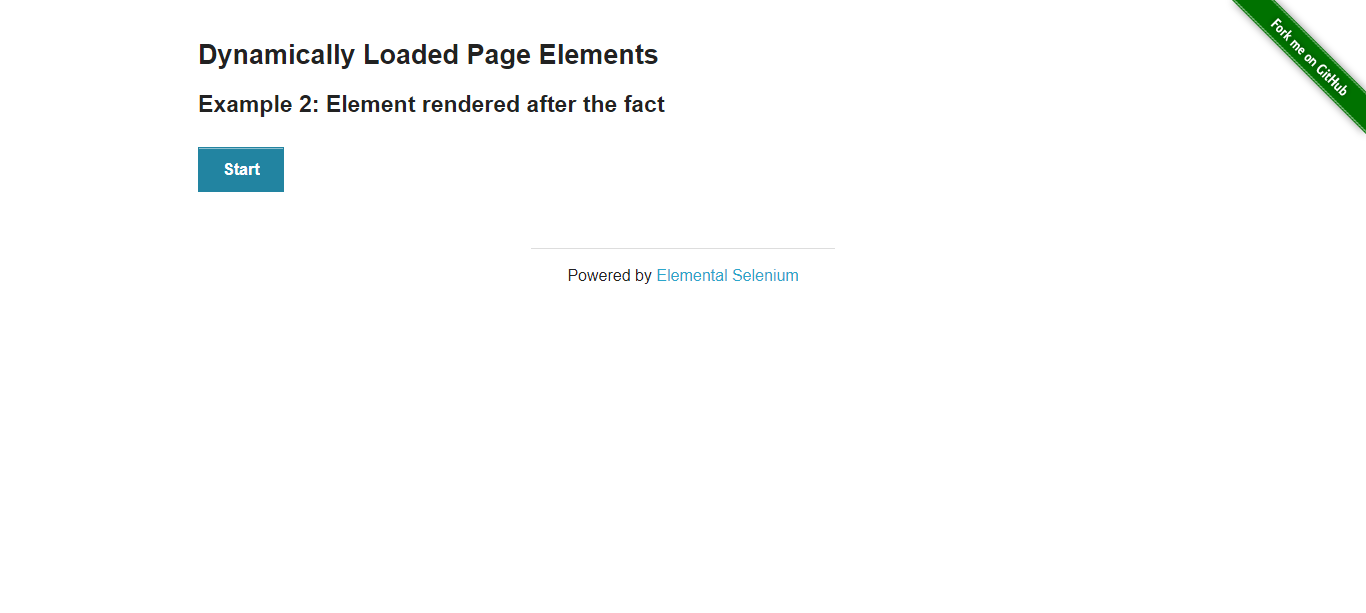 Dynamically Loaded Page Elements
Example 2: Element rendered after the fact
Start
Powered by Elemental Selenium
Fork me on GitHub